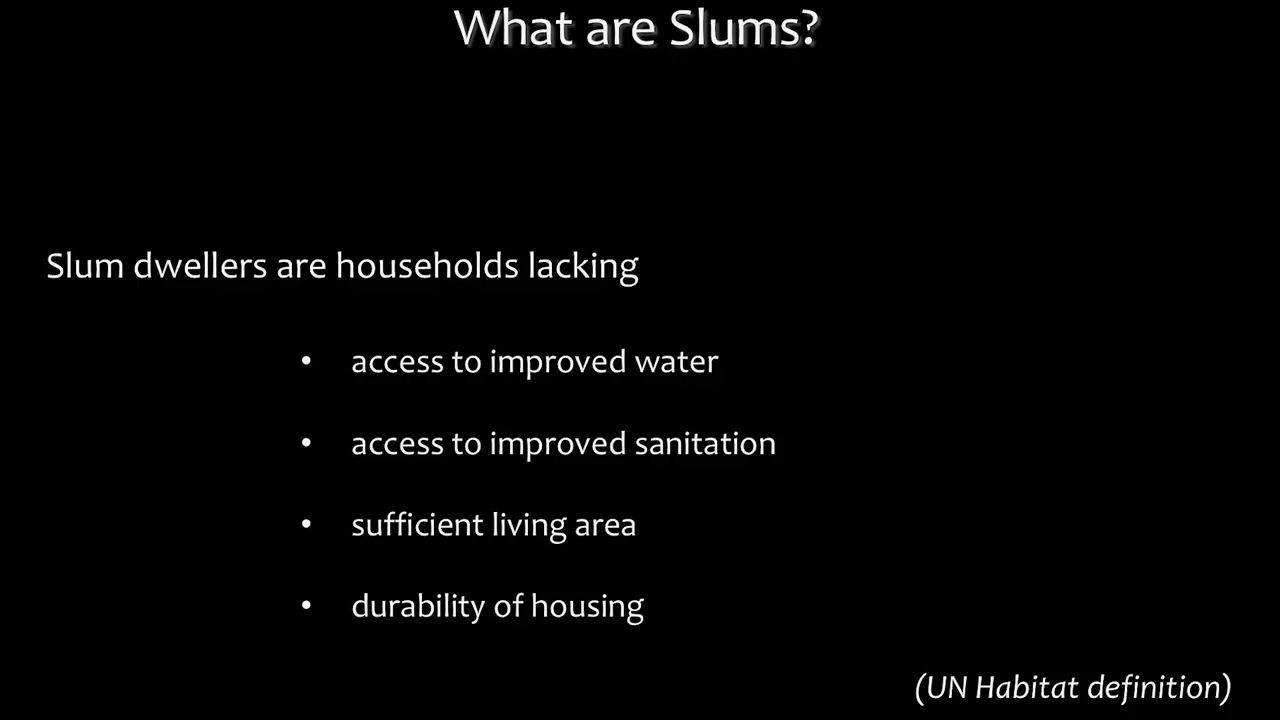 What are Slums?
Slum dwellers are households lacking
• access to improved water
• access to improved sanitation
• sufficient living area
• durability of housing
(UN Habitat definition)